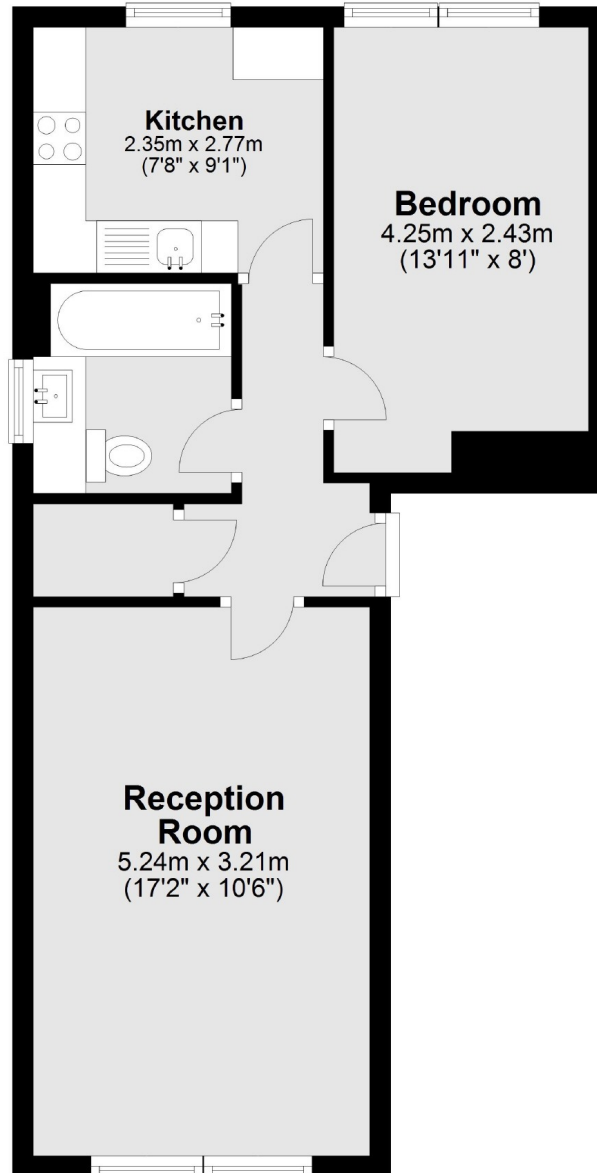 Kitchen
2.35m x 2.77m
(7'8" x 9'1")
Bedroom
4.25m x 2.43m
(13'11" x 8')
Reception
Room
5.24m x 3.21m
(17'2" x 10'6")